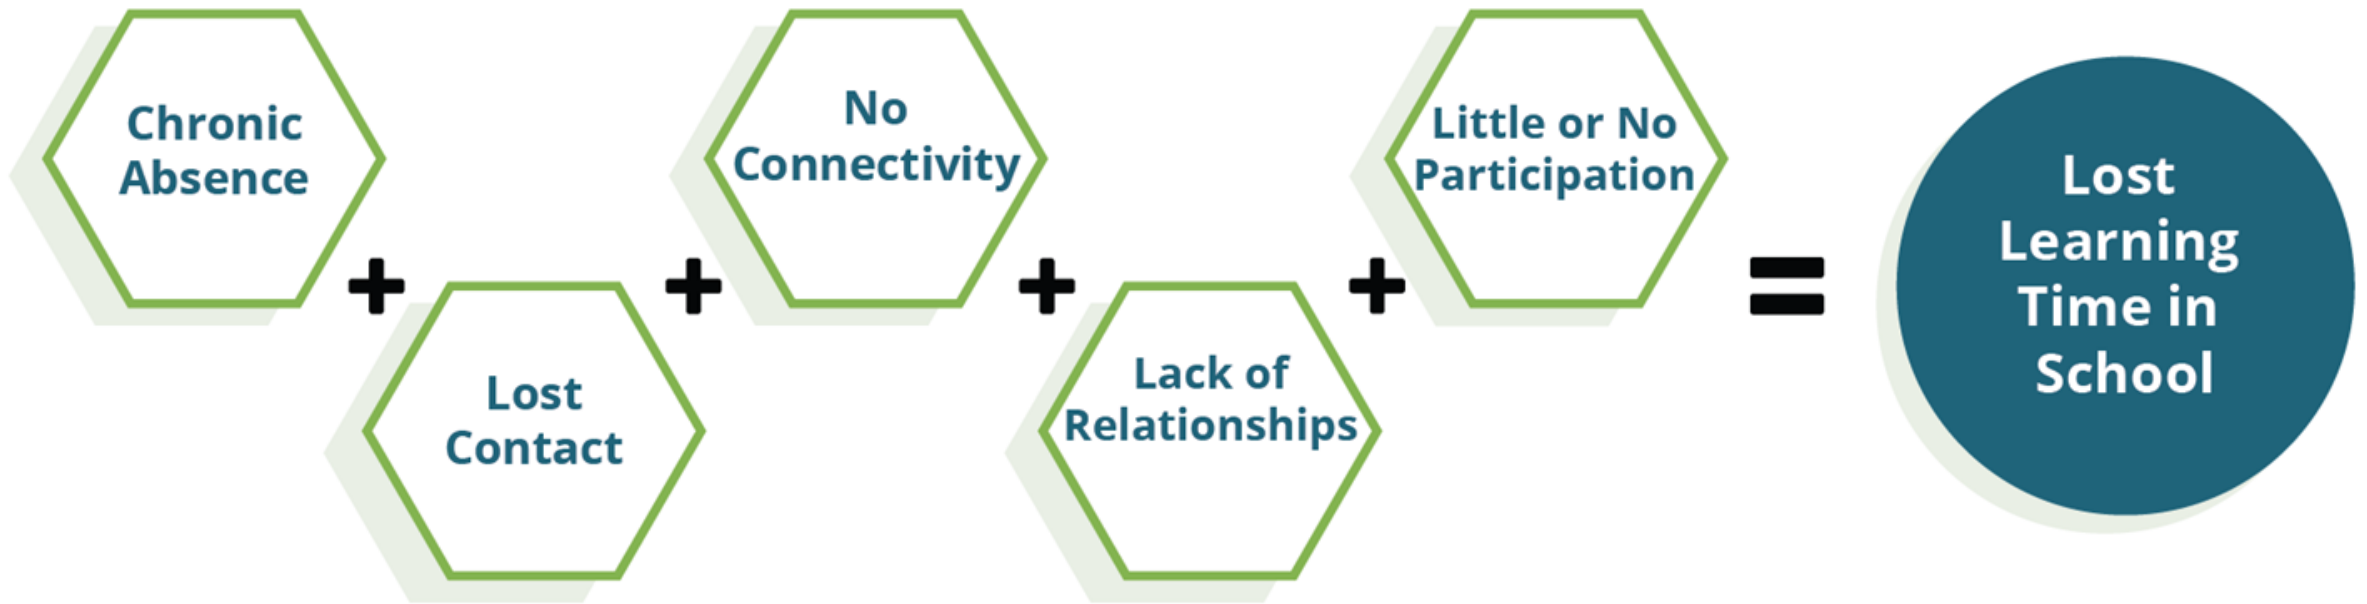 Chronic
Absence
+
Lost
Contact
+
No
Connectivity
+
Lack of
Relationships
+
Little or No
Participation
=
Lost
Learning
Time in
School